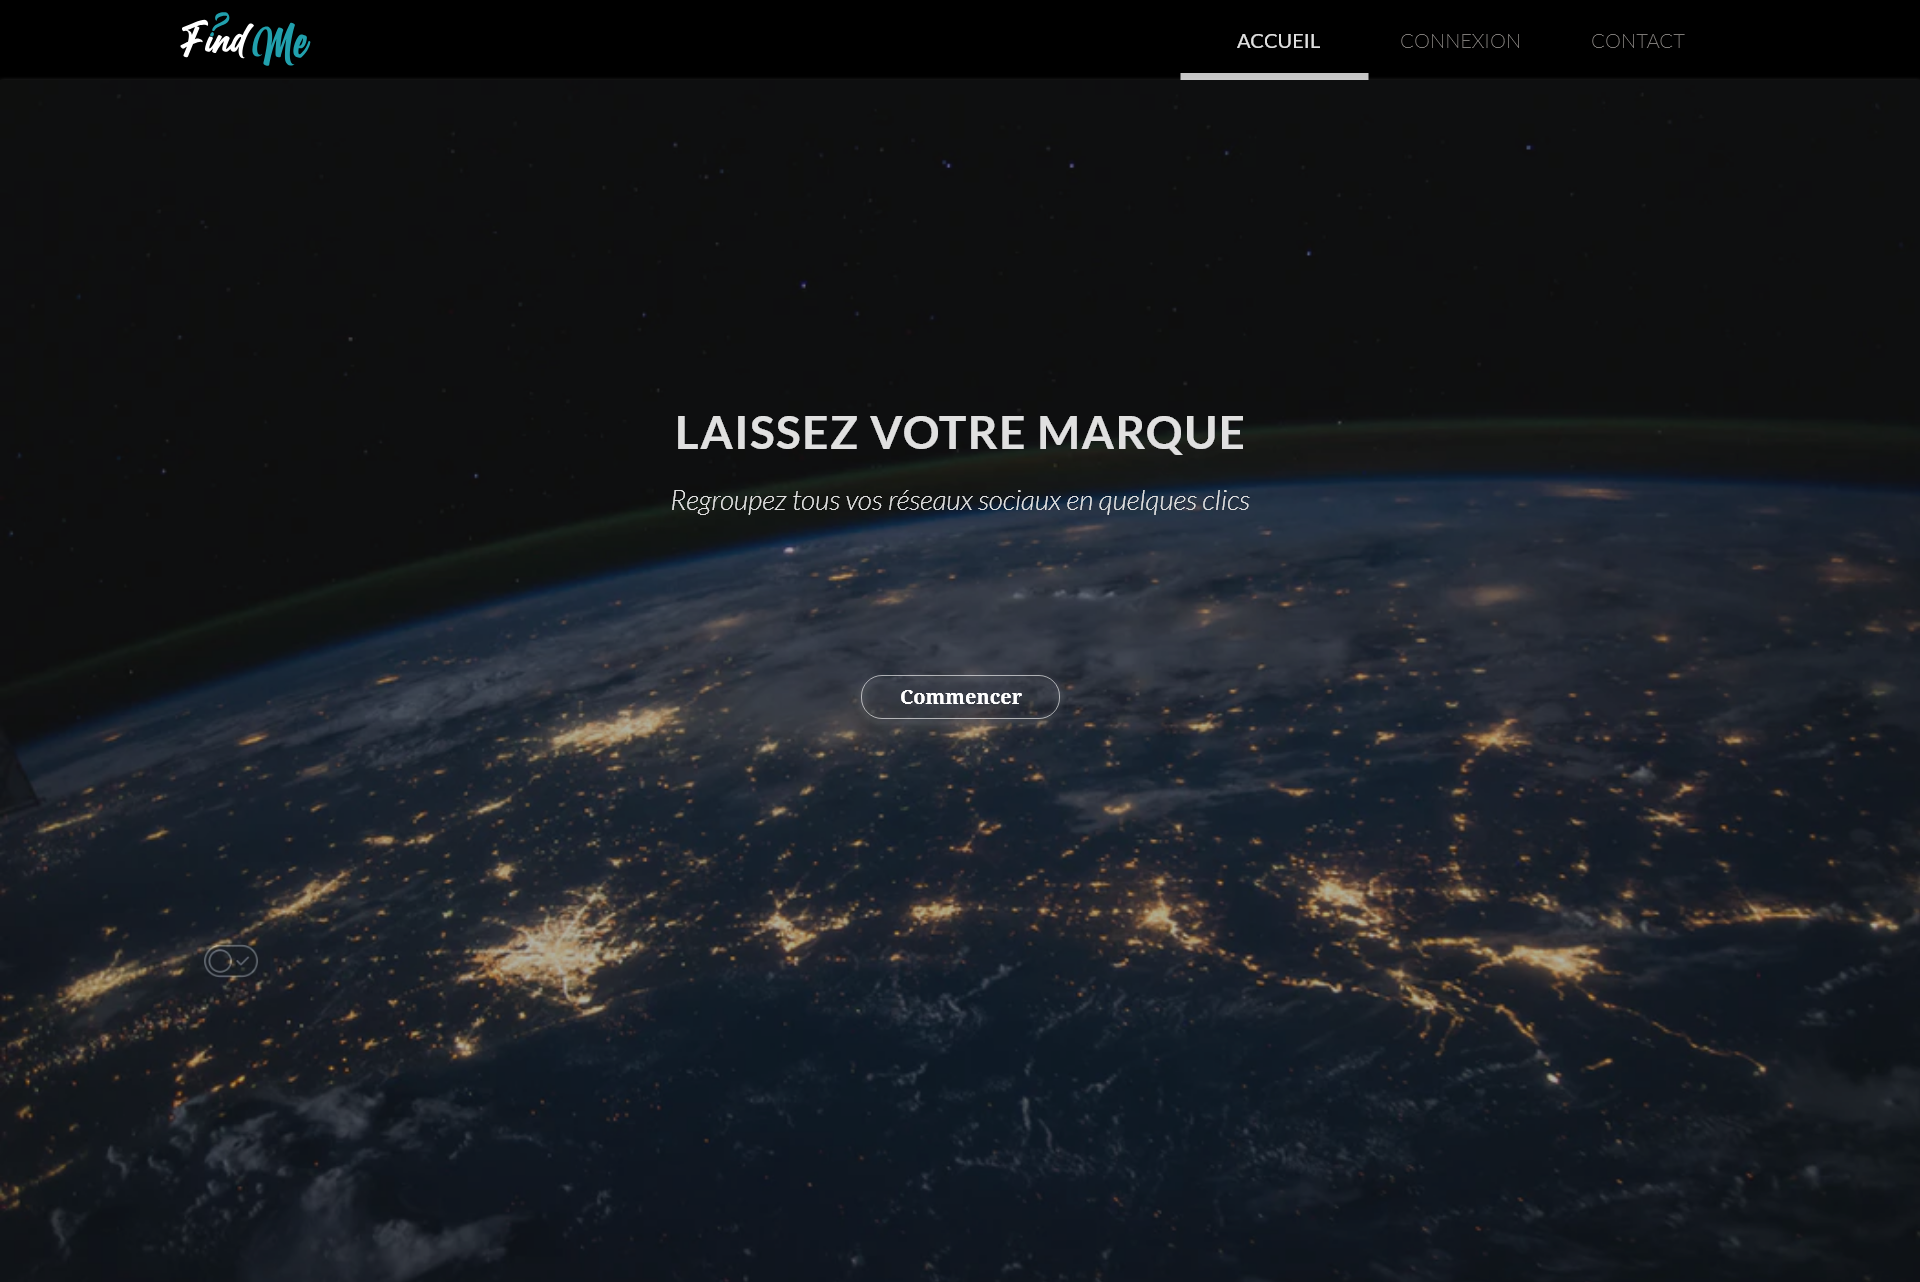 Find Me
ACCUEIL
CONNEXION
CONTACT
LAISSEZ VOTRE MARQUE
Regroupez tous vos réseaux sociaux en quelques clics
Commencer